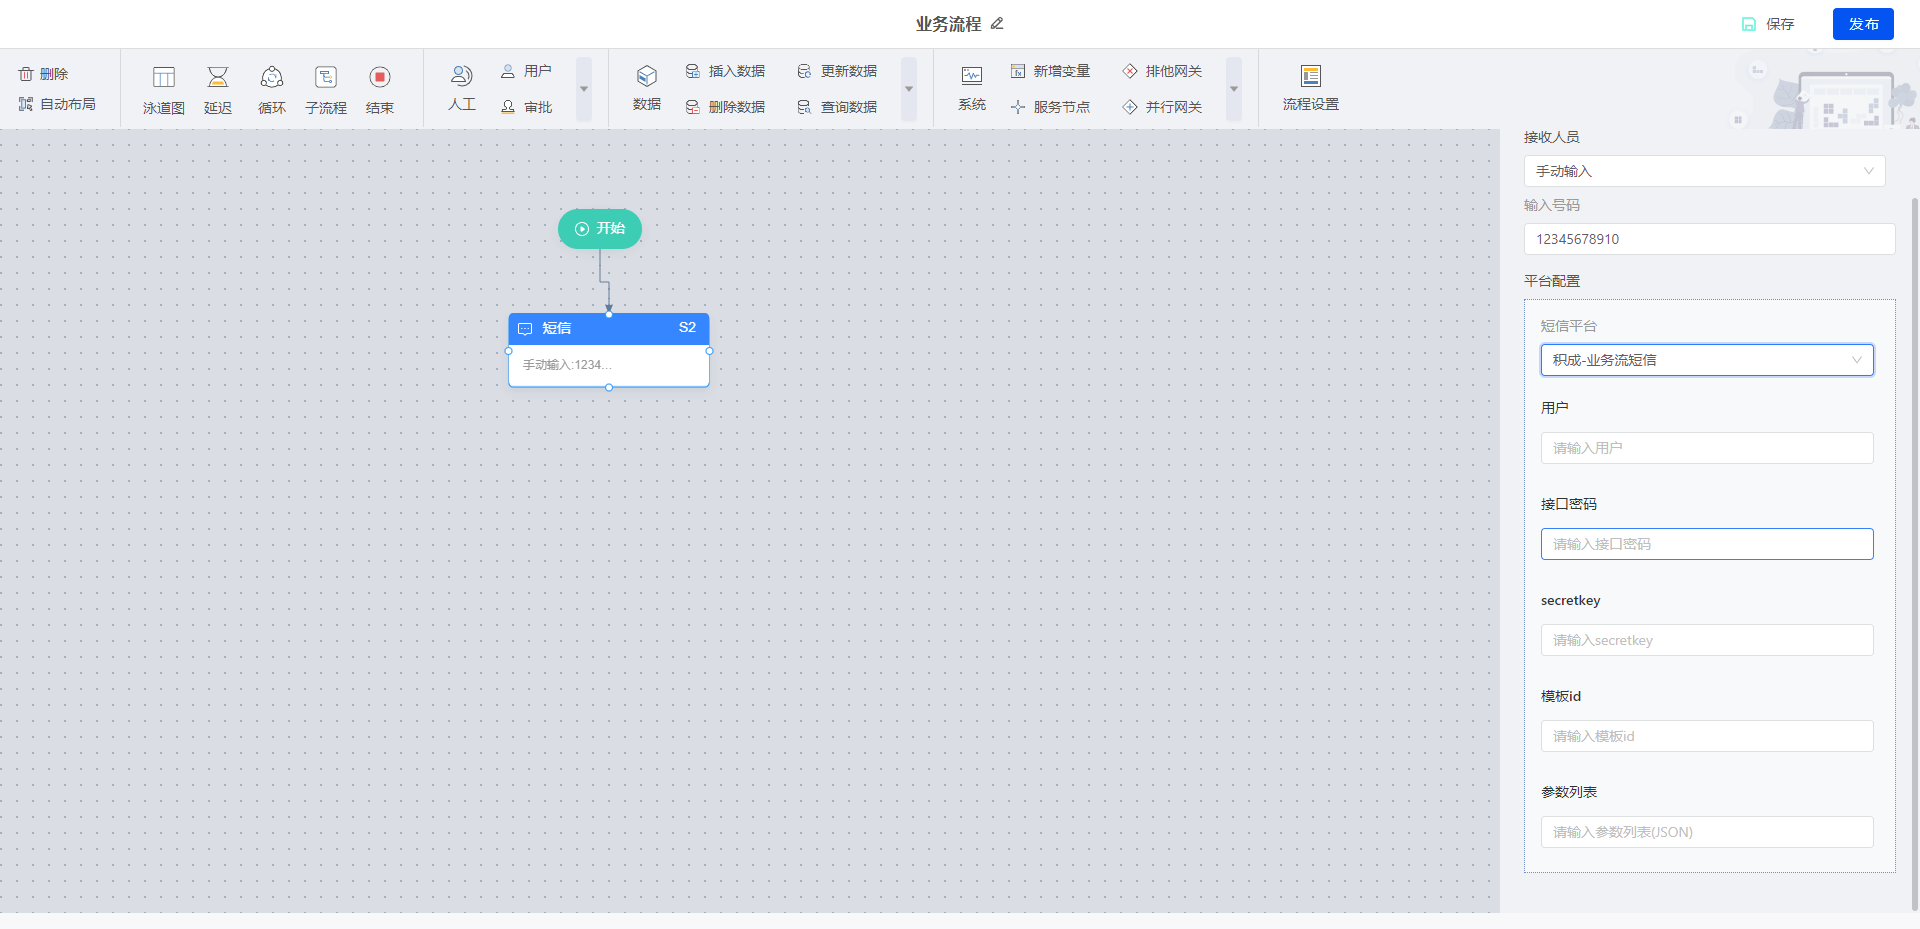 业务流程
保存
发布
删除
自动布局
泳道图
延迟
循环
子流程
结束
人工
用户
审批
数据
插入数据
更新数据
删除数据
查询数据
系统
新增变量
排他网关
服务节点
并行网关
流程设置
开始
短信 S2
手动输入:1234...
接收人员
手动输入
输入号码
12345678910
平台配置
短信平台
积成-业务流短信
用户
请输入用户
接口密码
请输入接口密码
secretkey
请输入secretkey
模板id
请输入模板id
参数列表
请输入参数列表(JSON)